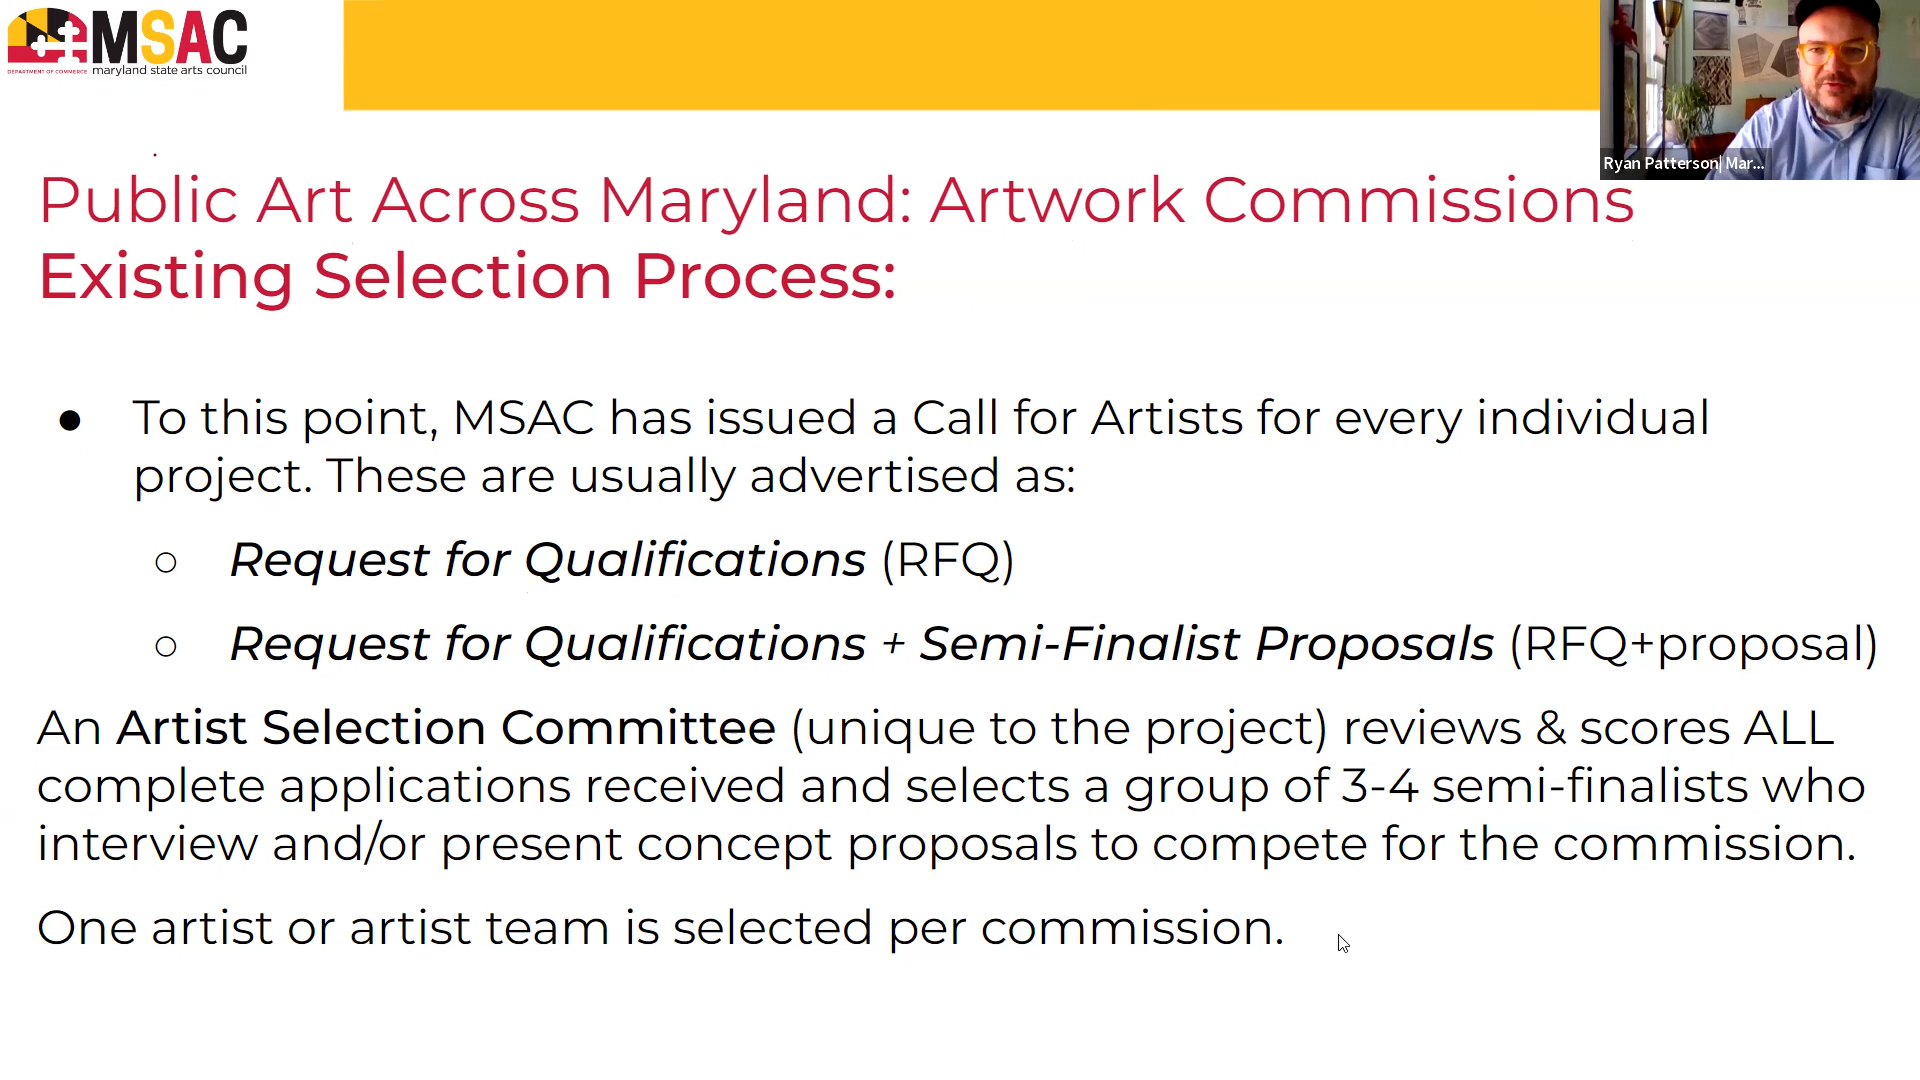 MSAC
DEPARTMENT OF COMMERCE
maryland state arts council
Ryan Patterson| Mar...
Public Art Across Maryland: Artwork Commissions
Existing Selection Process:
● To this point, MSAC has issued a Call for Artists for every individual
project. These are usually advertised as:
○ Request for Qualifications (RFQ)
○ Request for Qualifications + Semi-Finalist Proposals (RFQ+proposal)
An Artist Selection Committee (unique to the project) reviews & scores ALL
complete applications received and selects a group of 3-4 semi-finalists who
interview and/or present concept proposals to compete for the commission.
One artist or artist team is selected per commission.